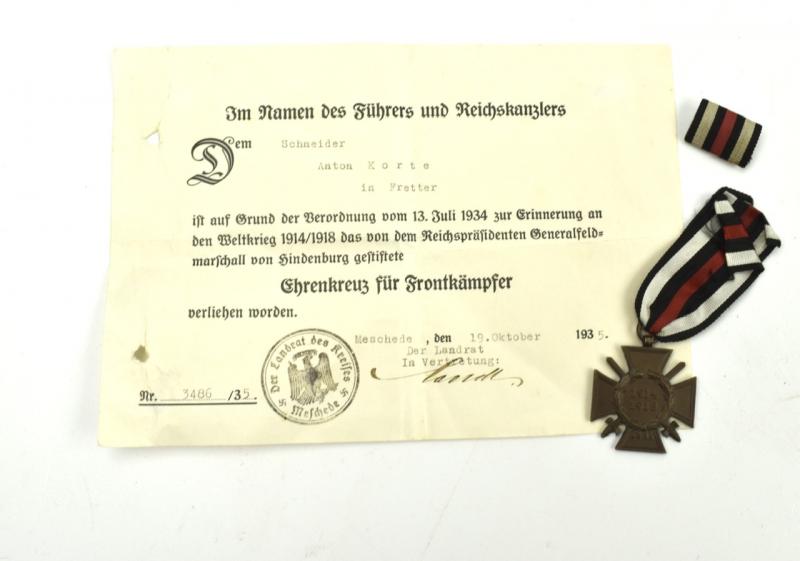 Im Namen des Führers und Reichskanzlers
Dem Schneider
Anton Korte
in Fretter
ist auf Grund der Verordnung vom 13. Juli 1934 zur Erinnerung an
den Weltkrieg 1914/1918 das von dem Reichspräsidenten Generalfeld-
marschall von Hindenburg gestiftete
Ehrenkreuz für Frontkämpfer
verliehen worden.
Meschede, den 19. Oktober 1935.
Der Landrat
In Vertretung:
Nr. 3486 /35.
Der Landrat des Kreises
Meschede
1914
1918